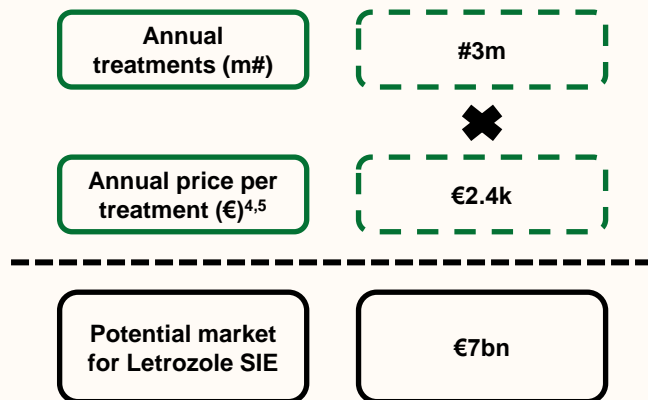 Annual
treatments (m#)
#3m
Annual price per
treatment (€)4,5
€2.4k
Potential market
for Letrozole SIE
€7bn